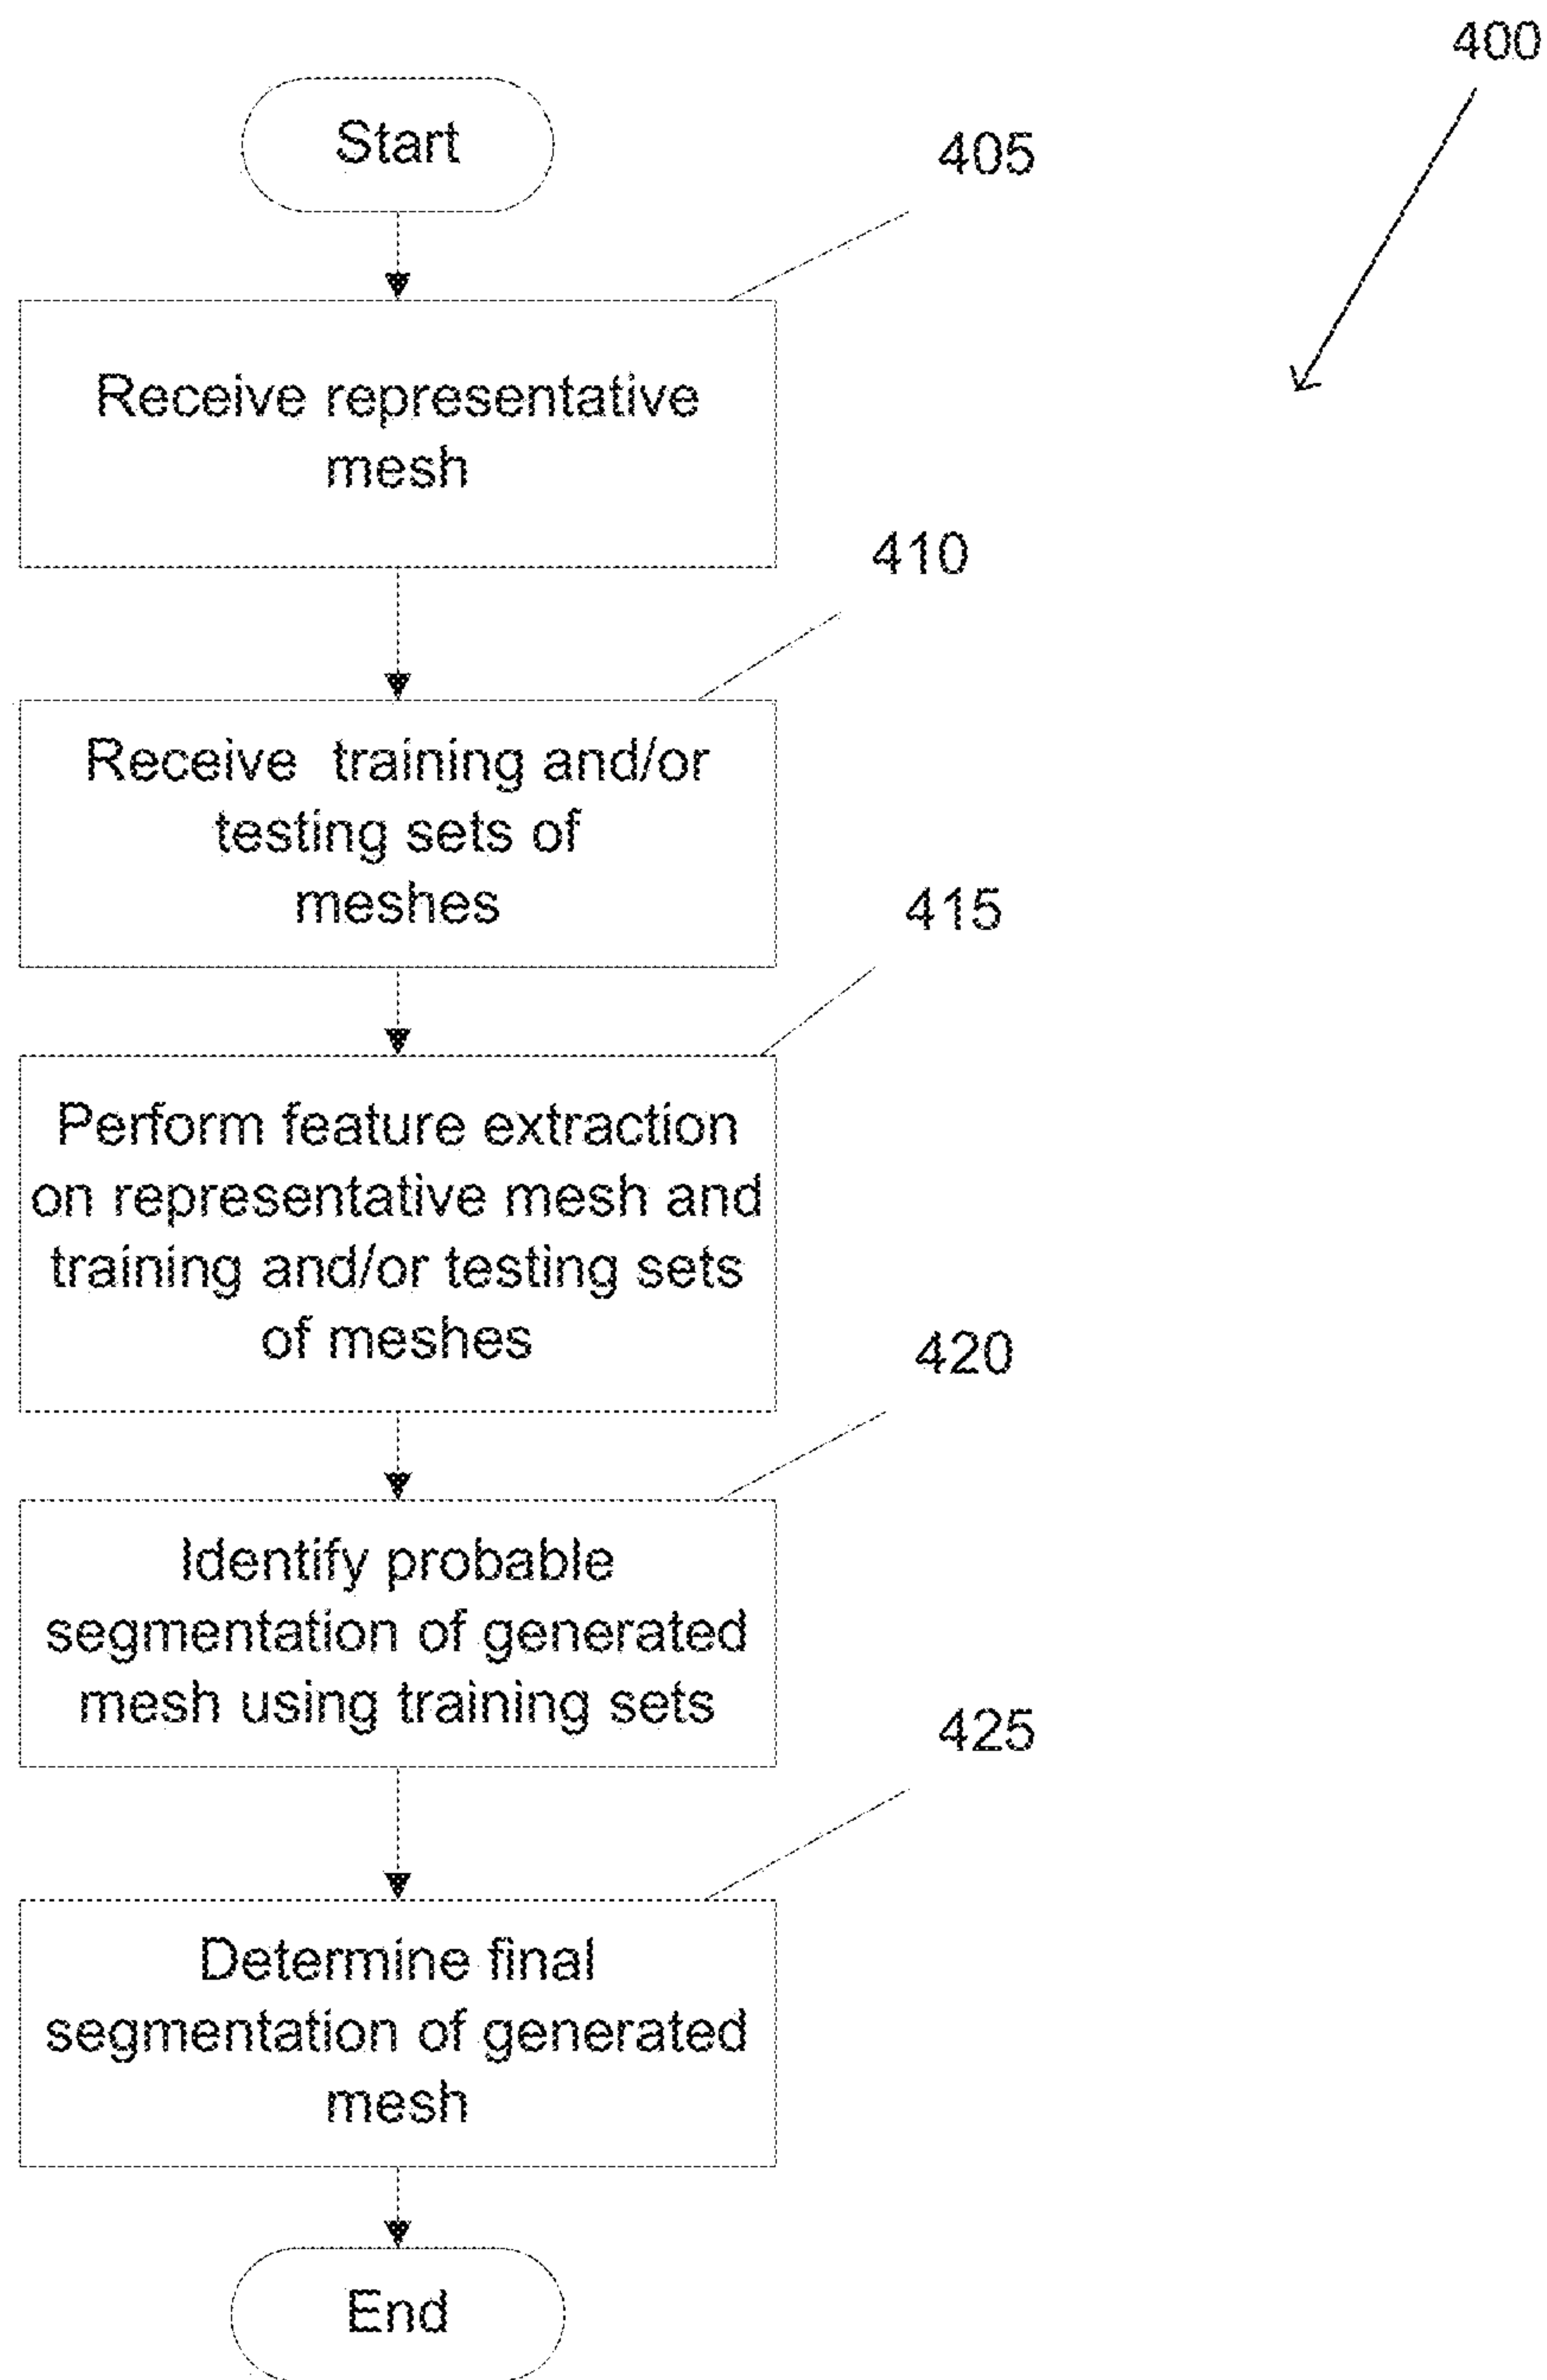 400
Start
405
Receive representative
mesh
410
Receive training and/or
testing sets of
meshes
415
Perform feature extraction
on representative mesh and
training and/or testing sets
of meshes
420
Identify probable
segmentation of generated
mesh using training sets
425
Determine final
segmentation of generated
mesh
End